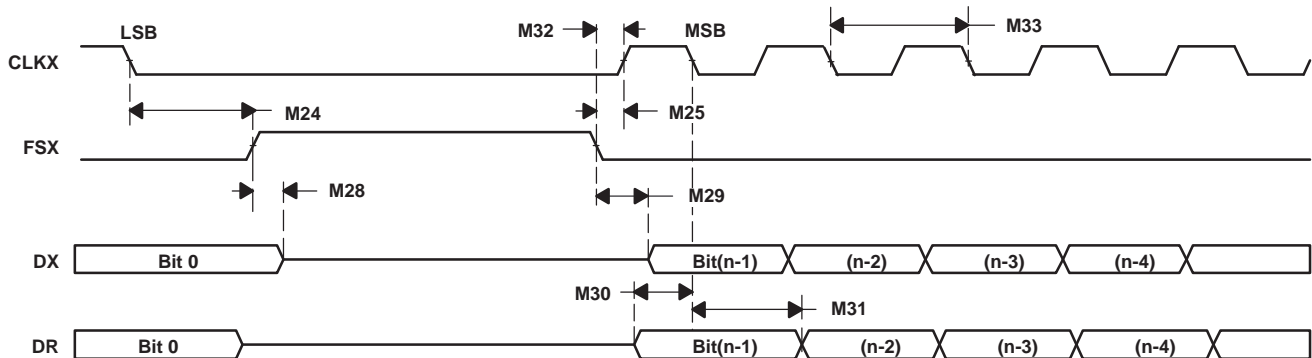 LSB
M32
MSB
M33
CLKX
M24
M25
FSX
M28
M29
DX
Bit 0
Bit(n-1)
(n-2)
(n-3)
(n-4)
M30
M31
DR
Bit 0
Bit(n-1)
(n-2)
(n-3)
(n-4)